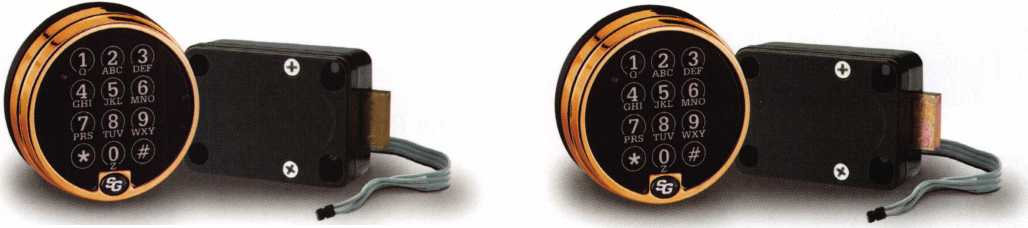 1 2 3
Q ABC DEF
4 5 6
GHI JKL MNO
7 8 9
PRS TUV WXY
* 0 #
Z
SG
1 2 3
Q ABC DEF
4 5 6
GHI JKL MNO
7 8 9
PRS TUV WXY
* 0 #
Z
SG